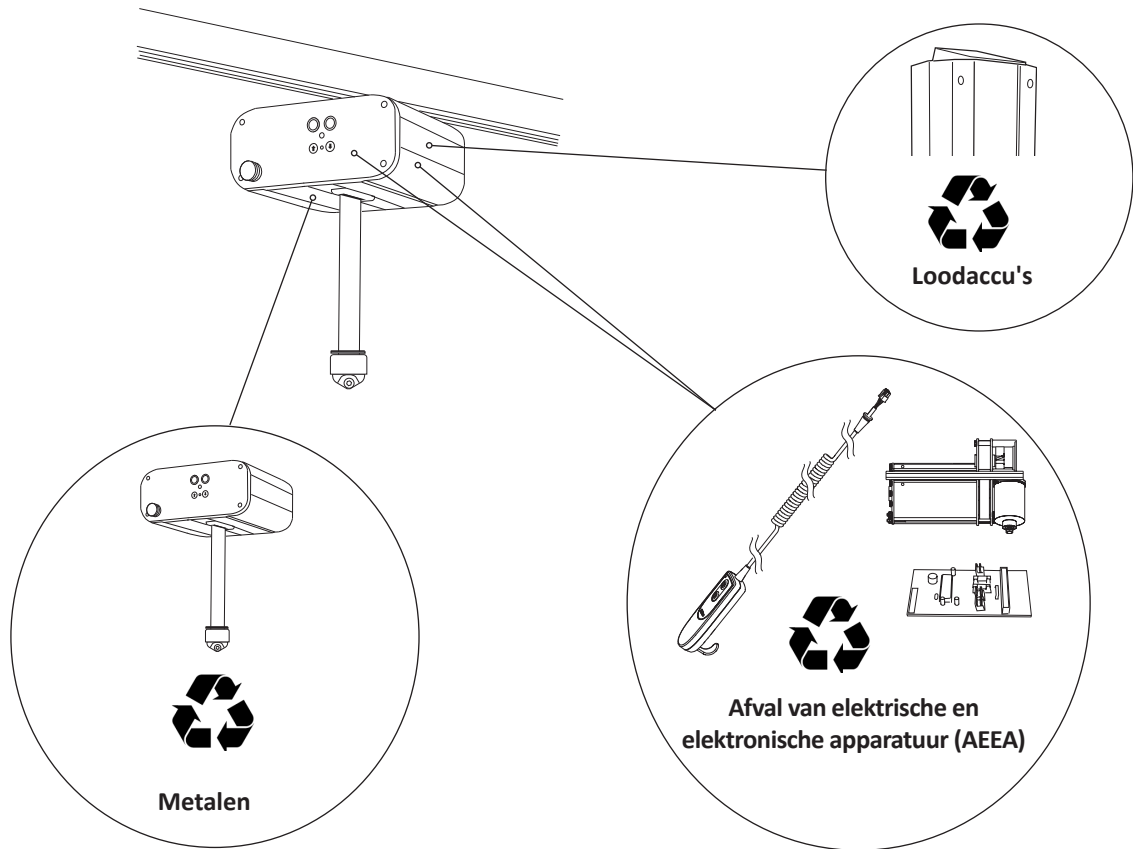 Loodaccu's
Afval van elektrische en
elektronische apparatuur (AEEA)
Metalen